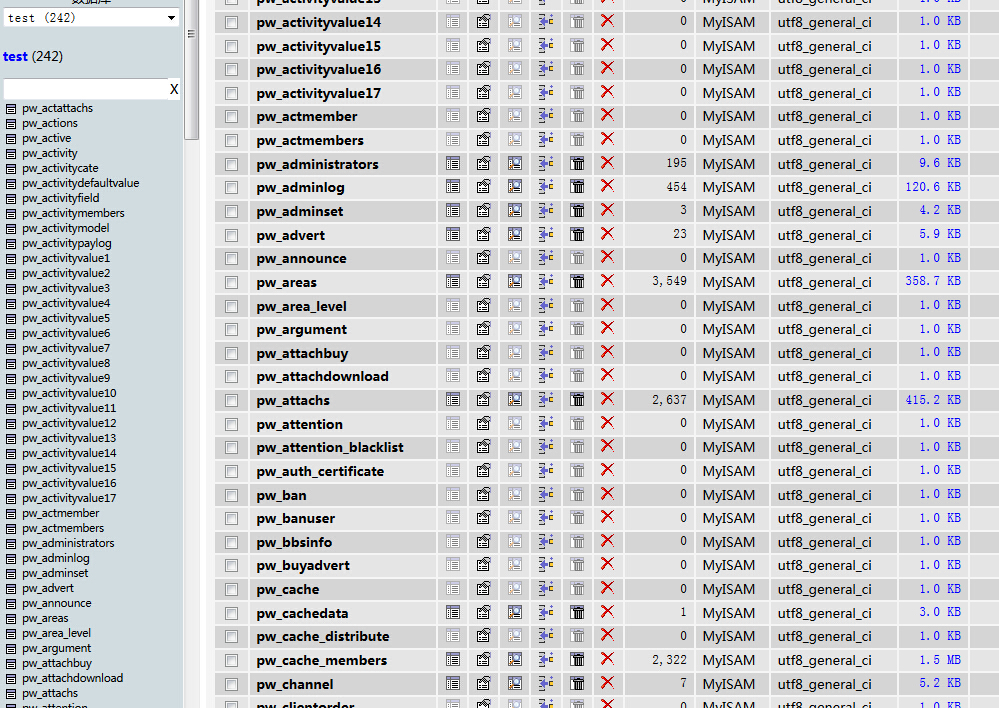 数据库
test (242)
test (242)
X
pw_actattachs
pw_actions
pw_active
pw_activity
pw_activitycate
pw_activitydefaultvalue
pw_activityfield
pw_activitymembers
pw_activitymodel
pw_activitypaylog
pw_activityvalue1
pw_activityvalue2
pw_activityvalue3
pw_activityvalue4
pw_activityvalue5
pw_activityvalue6
pw_activityvalue7
pw_activityvalue8
pw_activityvalue9
pw_activityvalue10
pw_activityvalue11
pw_activityvalue12
pw_activityvalue13
pw_activityvalue14
pw_activityvalue15
pw_activityvalue16
pw_activityvalue17
pw_actmember
pw_actmembers
pw_administrators
pw_adminlog
pw_adminset
pw_advert
pw_announce
pw_areas
pw_area_level
pw_argument
pw_attachbuy
pw_attachdownload
pw_attachs
pw_attention
pw_activityvalue13 0 MyISAM utf8_general_ci 1.0 KB
pw_activityvalue14 0 MyISAM utf8_general_ci 1.0 KB
pw_activityvalue15 0 MyISAM utf8_general_ci 1.0 KB
pw_activityvalue16 0 MyISAM utf8_general_ci 1.0 KB
pw_activityvalue17 0 MyISAM utf8_general_ci 1.0 KB
pw_actmember 0 MyISAM utf8_general_ci 1.0 KB
pw_actmembers 0 MyISAM utf8_general_ci 1.0 KB
pw_administrators 195 MyISAM utf8_general_ci 9.6 KB
pw_adminlog 454 MyISAM utf8_general_ci 120.6 KB
pw_adminset 3 MyISAM utf8_general_ci 4.2 KB
pw_advert 23 MyISAM utf8_general_ci 5.9 KB
pw_announce 0 MyISAM utf8_general_ci 1.0 KB
pw_areas 3,549 MyISAM utf8_general_ci 358.7 KB
pw_area_level 0 MyISAM utf8_general_ci 1.0 KB
pw_argument 0 MyISAM utf8_general_ci 1.0 KB
pw_attachbuy 0 MyISAM utf8_general_ci 1.0 KB
pw_attachdownload 0 MyISAM utf8_general_ci 1.0 KB
pw_attachs 2,637 MyISAM utf8_general_ci 415.2 KB
pw_attention 0 MyISAM utf8_general_ci 1.0 KB
pw_attention_blacklist 0 MyISAM utf8_general_ci 1.0 KB
pw_auth_certificate 0 MyISAM utf8_general_ci 1.0 KB
pw_ban 0 MyISAM utf8_general_ci 1.0 KB
pw_banuser 0 MyISAM utf8_general_ci 1.0 KB
pw_bbsinfo 0 MyISAM utf8_general_ci 1.0 KB
pw_buyadvert 0 MyISAM utf8_general_ci 1.0 KB
pw_cache 0 MyISAM utf8_general_ci 1.0 KB
pw_cachedata 1 MyISAM utf8_general_ci 3.0 KB
pw_cache_distribute 0 MyISAM utf8_general_ci 1.0 KB
pw_cache_members 2,322 MyISAM utf8_general_ci 1.5 MB
pw_channel 7 MyISAM utf8_general_ci 5.2 KB
pw_clientorder 0 MyISAM utf8_general_ci 1.0 KB